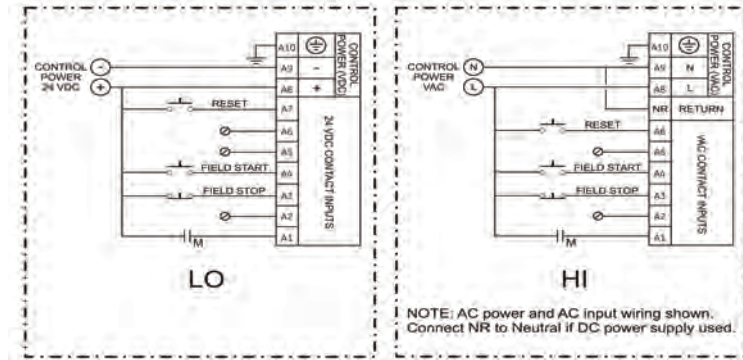 A10
CONTROL POWER (VDC)
CONTROL POWER 24 VDC
-
A9
-
+
A8
+
RESET
A7
24 VDC CONTACT INPUTS
A6
A5
FIELD START
A4
FIELD STOP
A3
A2
M
A1
LO
A10
CONTROL POWER (VAC)
CONTROL POWER VAC
N
A9
N
L
A8
L
NR
RETURN
RESET
A6
VAC CONTACT INPUTS
A6
A5
FIELD START
A4
FIELD STOP
A3
A2
M
A1
HI
NOTE: AC power and AC input wiring shown.
Connect NR to Neutral if DC power supply used.